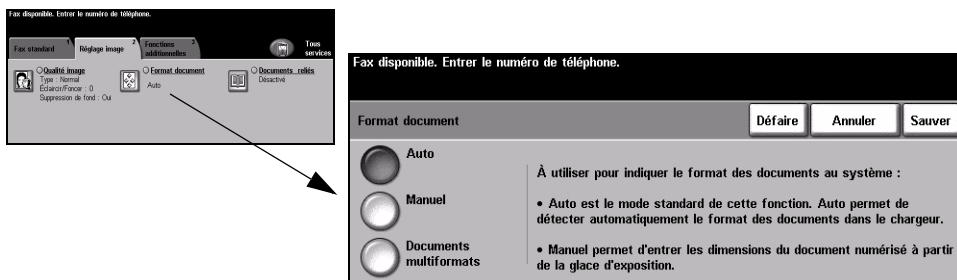 Fax disponible. Entrer le numéro de téléphone.
Fax standard 1
Réglage image 2
Fonctions additionnelles 3
Tous services
Qualité image
Type : Normal
Éclaircir/Foncer : 0
Suppression de fond : Oui
Format document
Auto
Documents reliés
Désactivé
Fax disponible. Entrer le numéro de téléphone.
Format document
Défaire
Annuler
Sauver
Auto
Manuel
Documents
multiformats
À utiliser pour indiquer le format des documents au système :
• Auto est le mode standard de cette fonction. Auto permet de
détecter automatiquement le format des documents dans le chargeur.
• Manuel permet d'entrer les dimensions du document numérisé à partir
de la glace d'exposition.